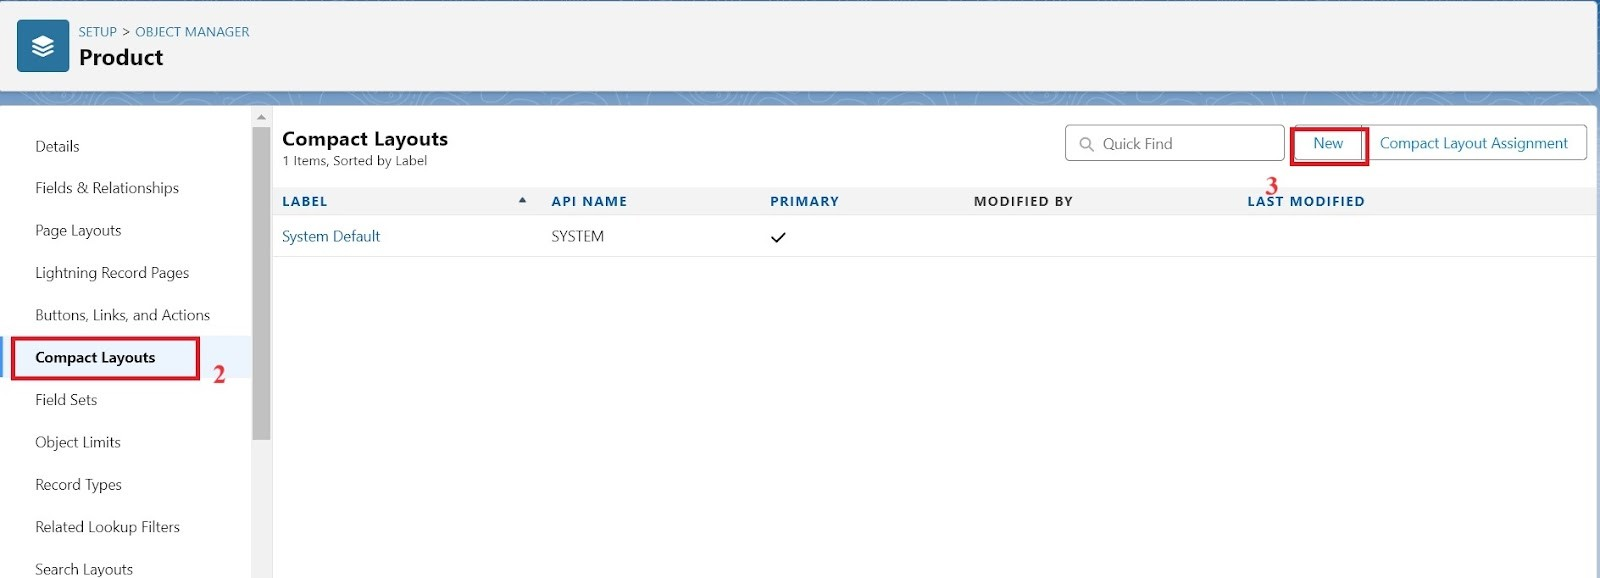 SETUP > OBJECT MANAGER
Product
Details
Fields & Relationships
Page Layouts
Lightning Record Pages
Buttons, Links, and Actions
Compact Layouts
2
Field Sets
Object Limits
Record Types
Related Lookup Filters
Search Layouts
Compact Layouts
1 Items, Sorted by Label
Quick Find
New
Compact Layout Assignment
3
LABEL API NAME PRIMARY MODIFIED BY LAST MODIFIED
System Default SYSTEM